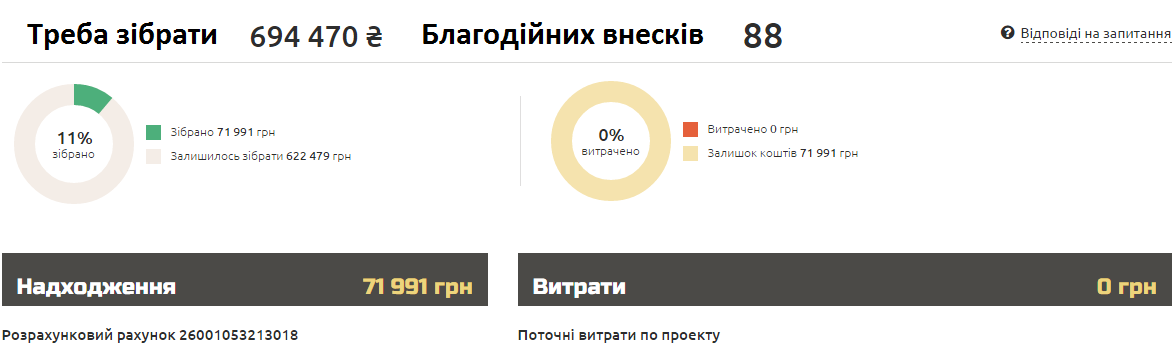 Треба зібрати 694 470 ₴ Благодійних внесків 88
Відповіді на запитання
11%
зібрано
Зібрано 71 991 грн
Залишилось зібрати 622 479 грн
0%
витрачено
Витрачено 0 грн
Залишок коштів 71 991 грн
Надходження 71 991 грн
Витрати 0 грн
Розрахунковий рахунок 26001053213018
Поточні витрати по проекту